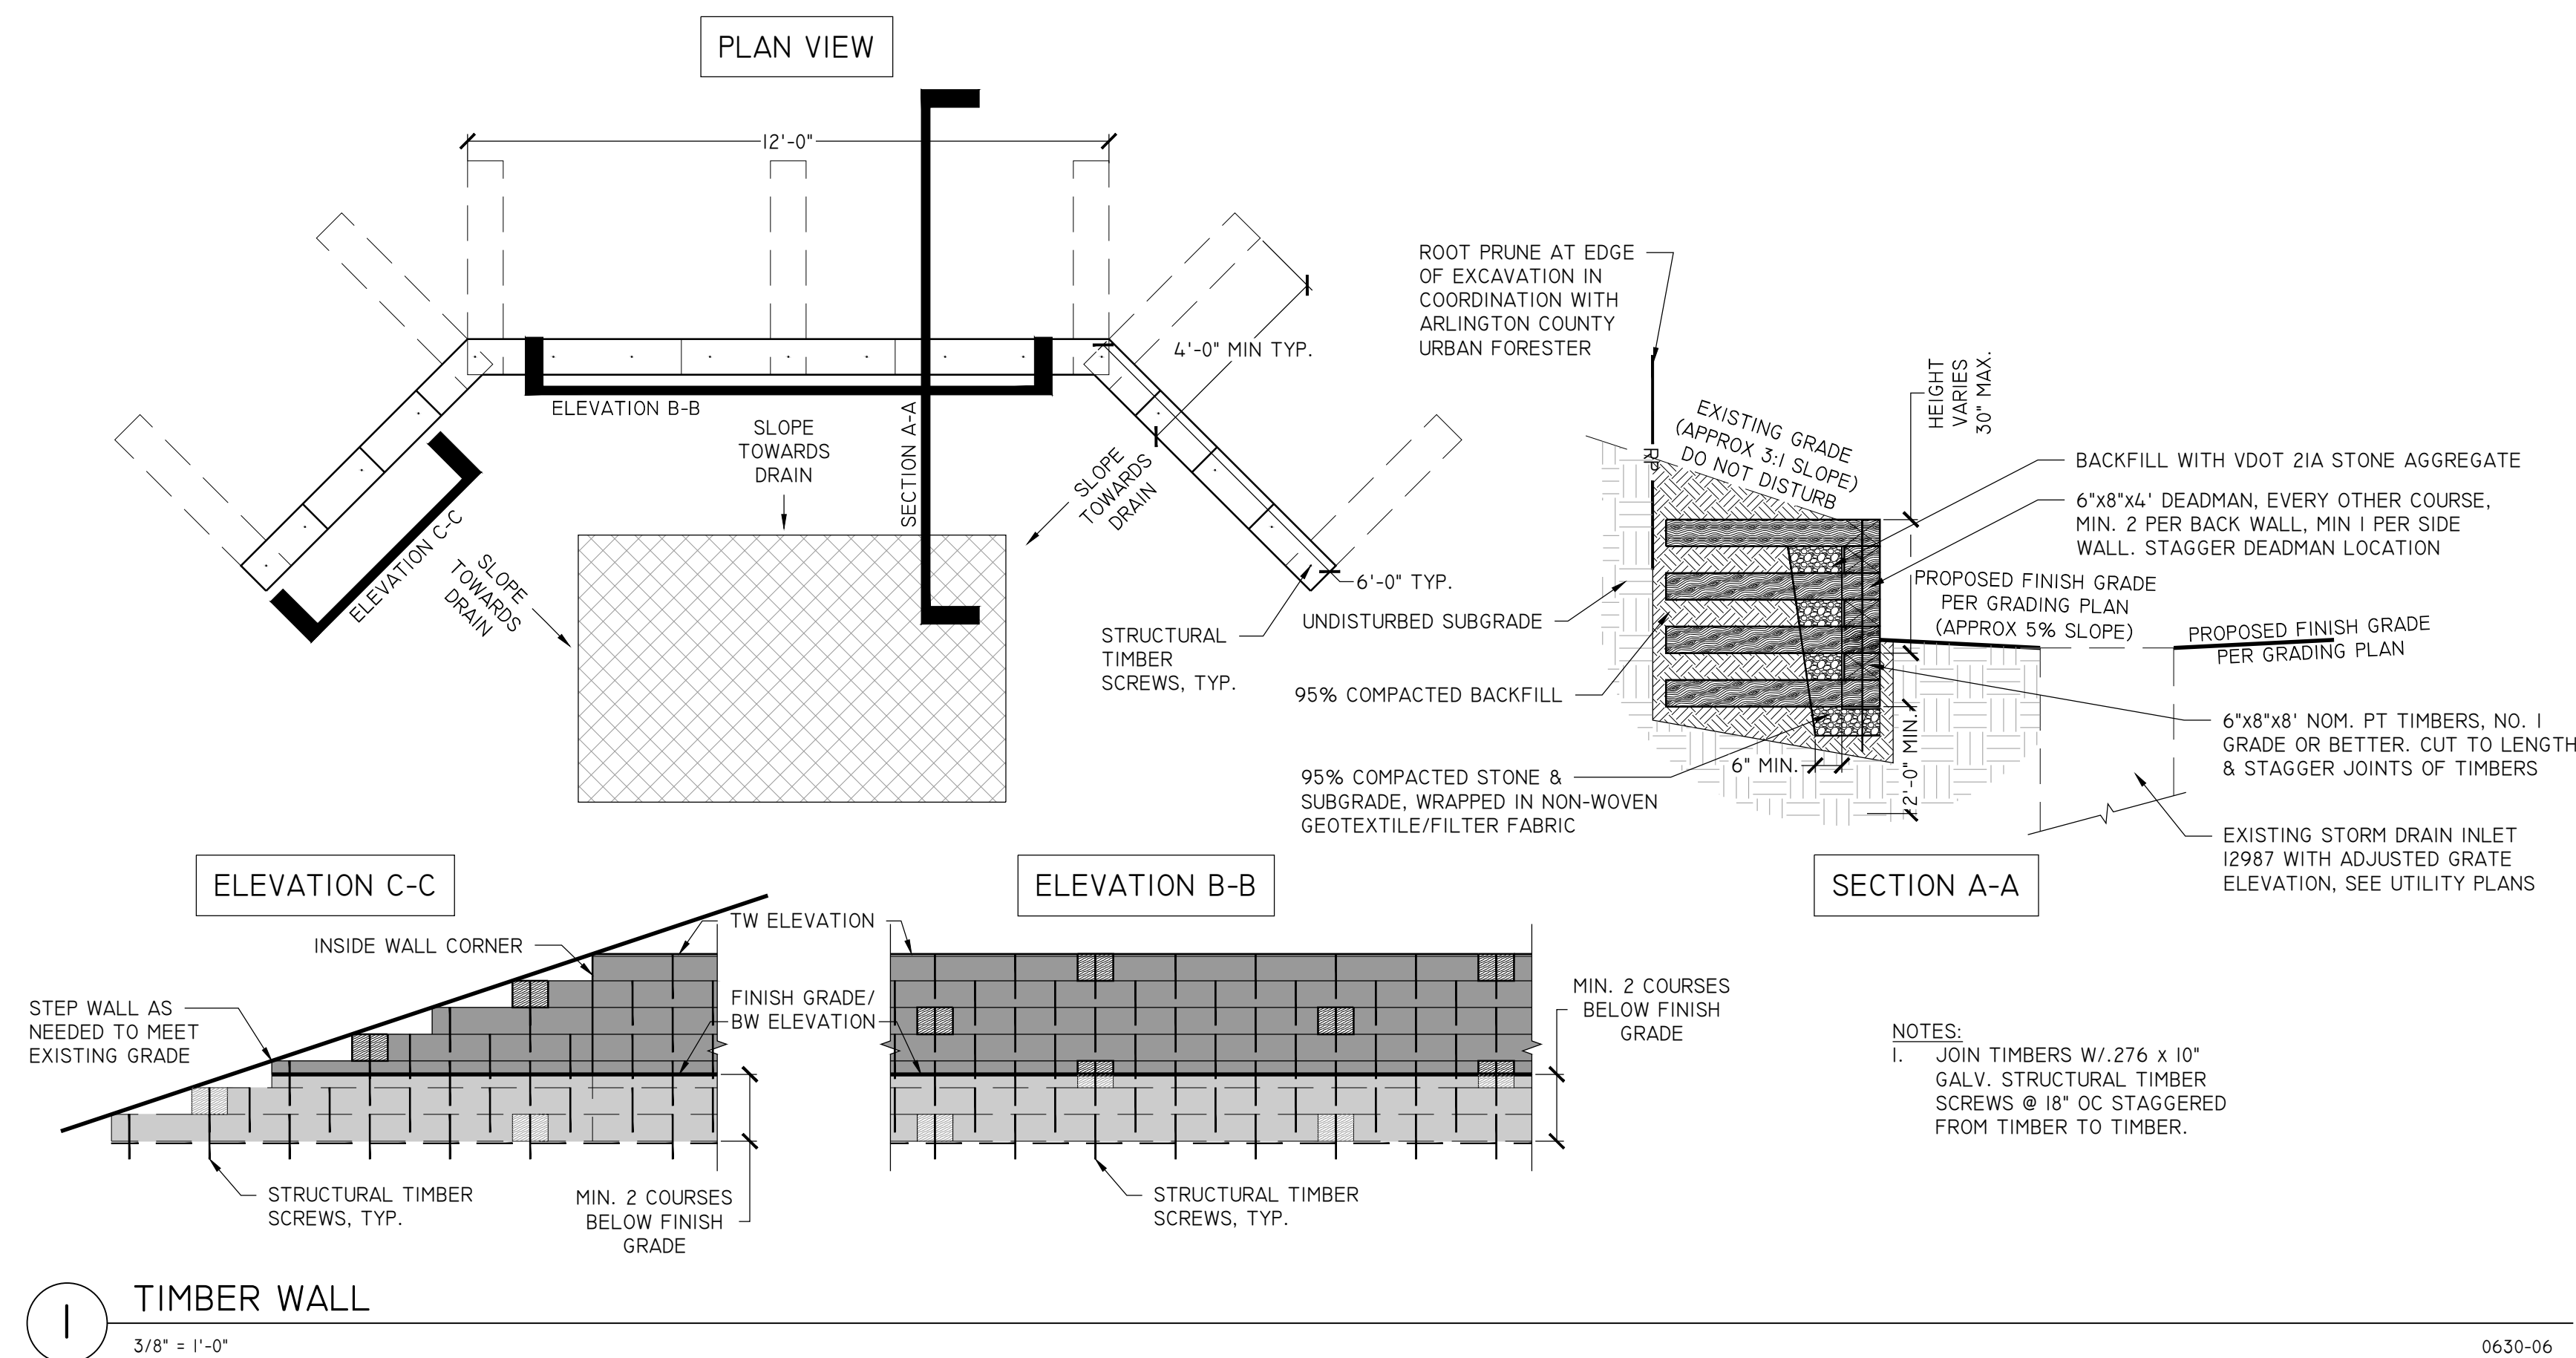 PLAN VIEW
12'-0"
4'-0" MIN TYP.
ELEVATION B-B
SECTION A-A
SLOPE
TOWARDS
DRAIN
SLOPE
TOWARDS
DRAIN
ELEVATION C-C
SLOPE
TOWARDS
DRAIN
6'-0" TYP.
STRUCTURAL
TIMBER
SCREWS, TYP.
ROOT PRUNE AT EDGE
OF EXCAVATION IN
COORDINATION WITH
ARLINGTON COUNTY
URBAN FORESTER
RP
EXISTING GRADE
(APPROX 3:1 SLOPE)
DO NOT DISTURB
HEIGHT
VARIES
30" MAX.
BACKFILL WITH VDOT 21A STONE AGGREGATE
6"x8"x4' DEADMAN, EVERY OTHER COURSE,
MIN. 2 PER BACK WALL, MIN 1 PER SIDE
WALL. STAGGER DEADMAN LOCATION
PROPOSED FINISH GRADE
PER GRADING PLAN
(APPROX 5% SLOPE)
PROPOSED FINISH GRADE
PER GRADING PLAN
UNDISTURBED SUBGRADE
95% COMPACTED BACKFILL
6"x8"x8' NOM. PT TIMBERS, NO. 1
GRADE OR BETTER. CUT TO LENGTH
& STAGGER JOINTS OF TIMBERS
6" MIN.
2'-0" MIN.
95% COMPACTED STONE &
SUBGRADE, WRAPPED IN NON-WOVEN
GEOTEXTILE/FILTER FABRIC
EXISTING STORM DRAIN INLET
12987 WITH ADJUSTED GRATE
ELEVATION, SEE UTILITY PLANS
ELEVATION C-C
ELEVATION B-B
SECTION A-A
TW ELEVATION
INSIDE WALL CORNER
STEP WALL AS
NEEDED TO MEET
EXISTING GRADE
FINISH GRADE/
BW ELEVATION
MIN. 2 COURSES
BELOW FINISH
GRADE
NOTES:
1. JOIN TIMBERS W/.276 x 10"
GALV. STRUCTURAL TIMBER
SCREWS @ 18" OC STAGGERED
FROM TIMBER TO TIMBER.
STRUCTURAL TIMBER
SCREWS, TYP.
MIN. 2 COURSES
BELOW FINISH
GRADE
STRUCTURAL TIMBER
SCREWS, TYP.
1
TIMBER WALL
3/8" = 1'-0"
0630-06